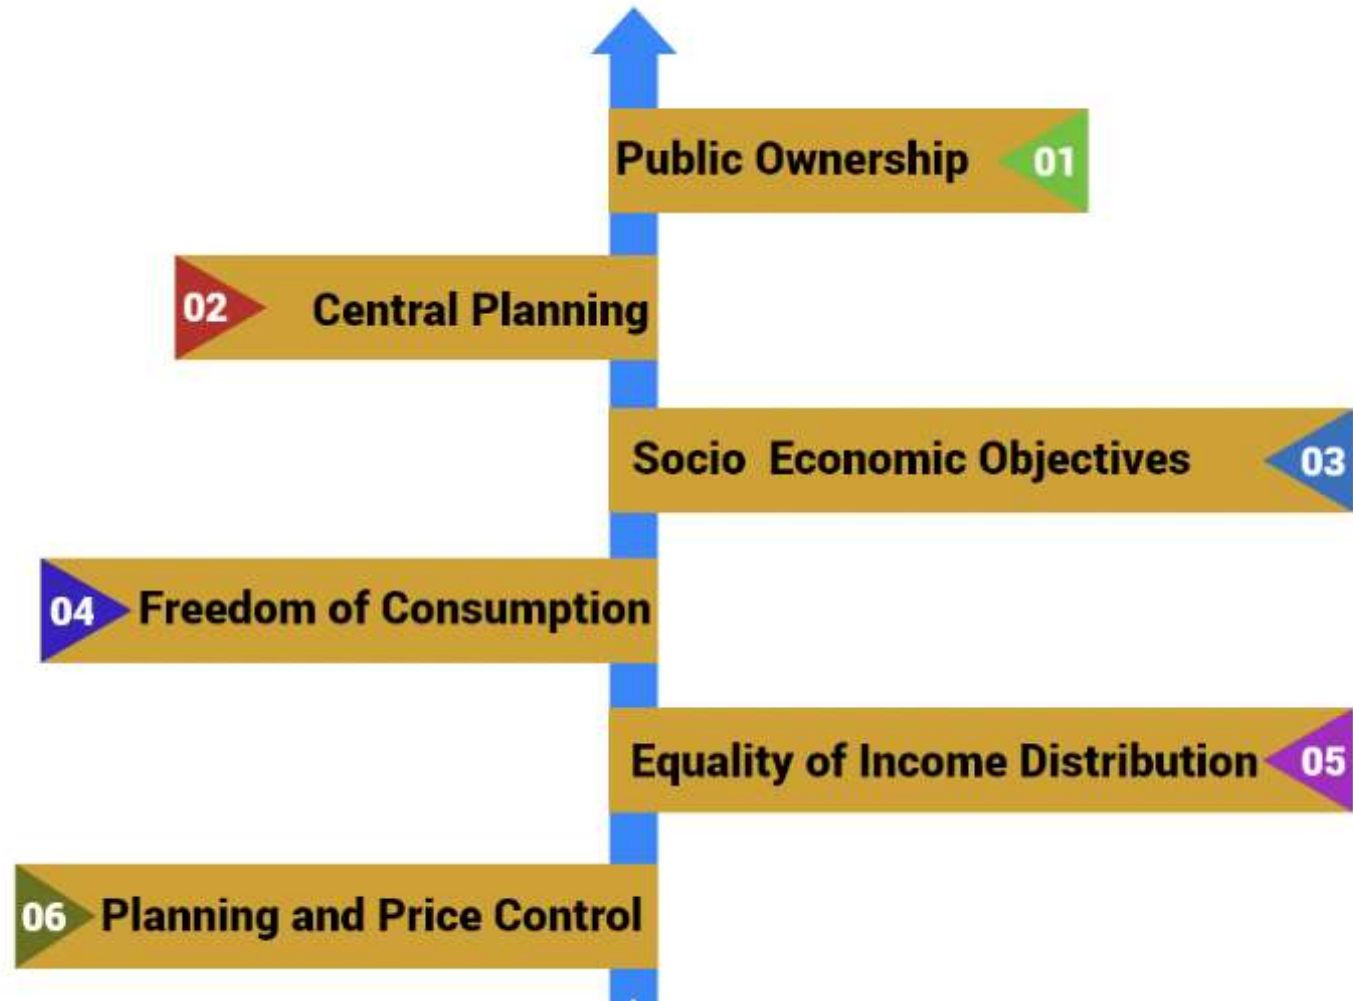 Public Ownership 01
02 Central Planning
Socio Economic Objectives 03
04 Freedom of Consumption
Equality of Income Distribution 05
06 Planning and Price Control